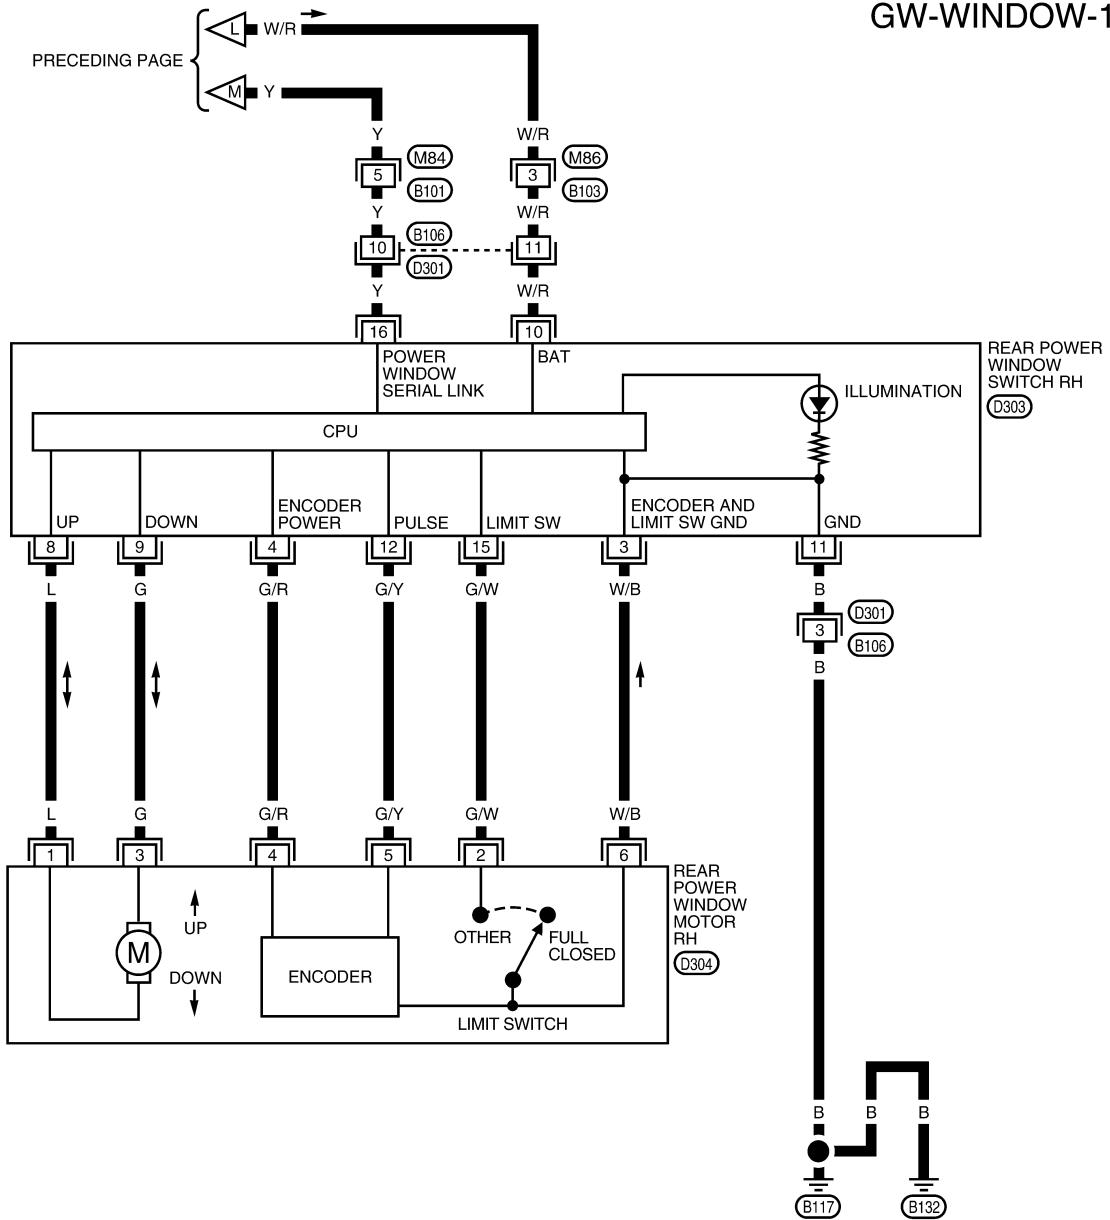 GW-WINDOW-1
PRECEDING PAGE
L W/R
M Y
Y W/R
M84 M86
5 3
B101 B103
Y W/R
B106
10 11
D301
Y W/R
16 10
POWER
WINDOW
SERIAL LINK
BAT
REAR POWER
WINDOW
SWITCH RH
D303
ILLUMINATION
CPU
UP
DOWN
ENCODER
POWER
PULSE
LIMIT SW
ENCODER AND
LIMIT SW GND
GND
8 9 4 12 15 3 11
L G G/R G/Y G/W W/B B
D301
3
B106
B
L G G/R G/Y G/W W/B
1 3 4 5 2 6
REAR
POWER
WINDOW
MOTOR
RH
D304
UP
M
DOWN
ENCODER
OTHER
FULL
CLOSED
LIMIT SWITCH
B B B
B117 B132